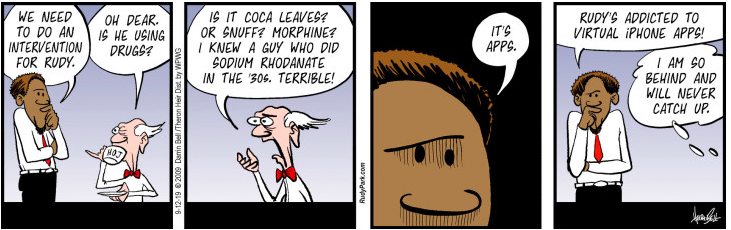 WE NEED
TO DO AN
INTERVENTION
FOR RUDY.
OH DEAR.
IS HE USING
DRUGS?
HOT
9-12-19 © 2009 Darrin Bell/Theron Heir Dist. by WPWG
IS IT COCA LEAVES?
OR SNUFF? MORPHINE?
I KNEW A GUY WHO DID
SODIUM RHODANATE
IN THE '30s. TERRIBLE!
IT'S
APPS.
RudyPark.com
RUDY'S ADDICTED TO
VIRTUAL iPHONE APPS!
I AM SO
BEHIND AND
WILL NEVER
CATCH UP.